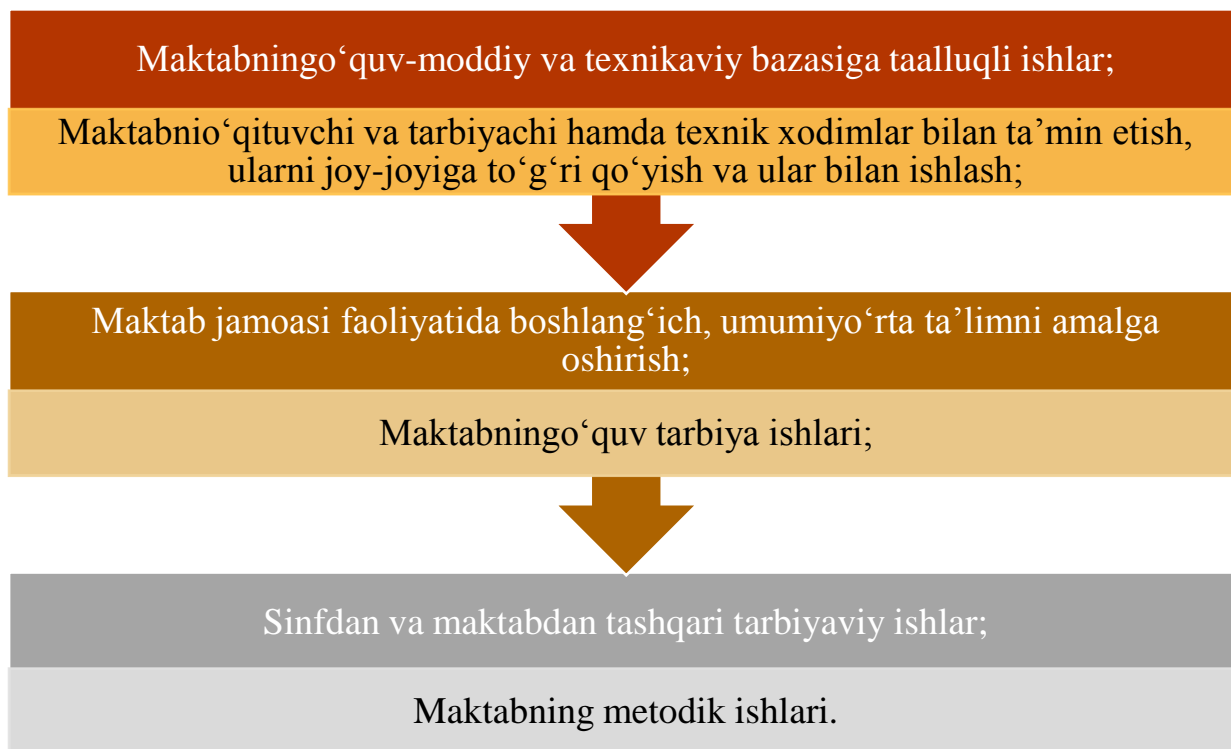 Maktabningo‘quv-moddiy va texnikaviy bazasiga taalluqli ishlar;
Maktabnio‘qituvchi va tarbiyachi hamda texnik xodimlar bilan ta’min etish,
ularni joy-joyiga to‘g‘ri qo‘yish va ular bilan ishlash;
Maktab jamoasi faoliyatida boshlang‘ich, umumiyo‘rta ta’limni amalga
oshirish;
Maktabningo‘quv tarbiya ishlari;
Sinfdan va maktabdan tashqari tarbiyaviy ishlar;
Maktabning metodik ishlari.